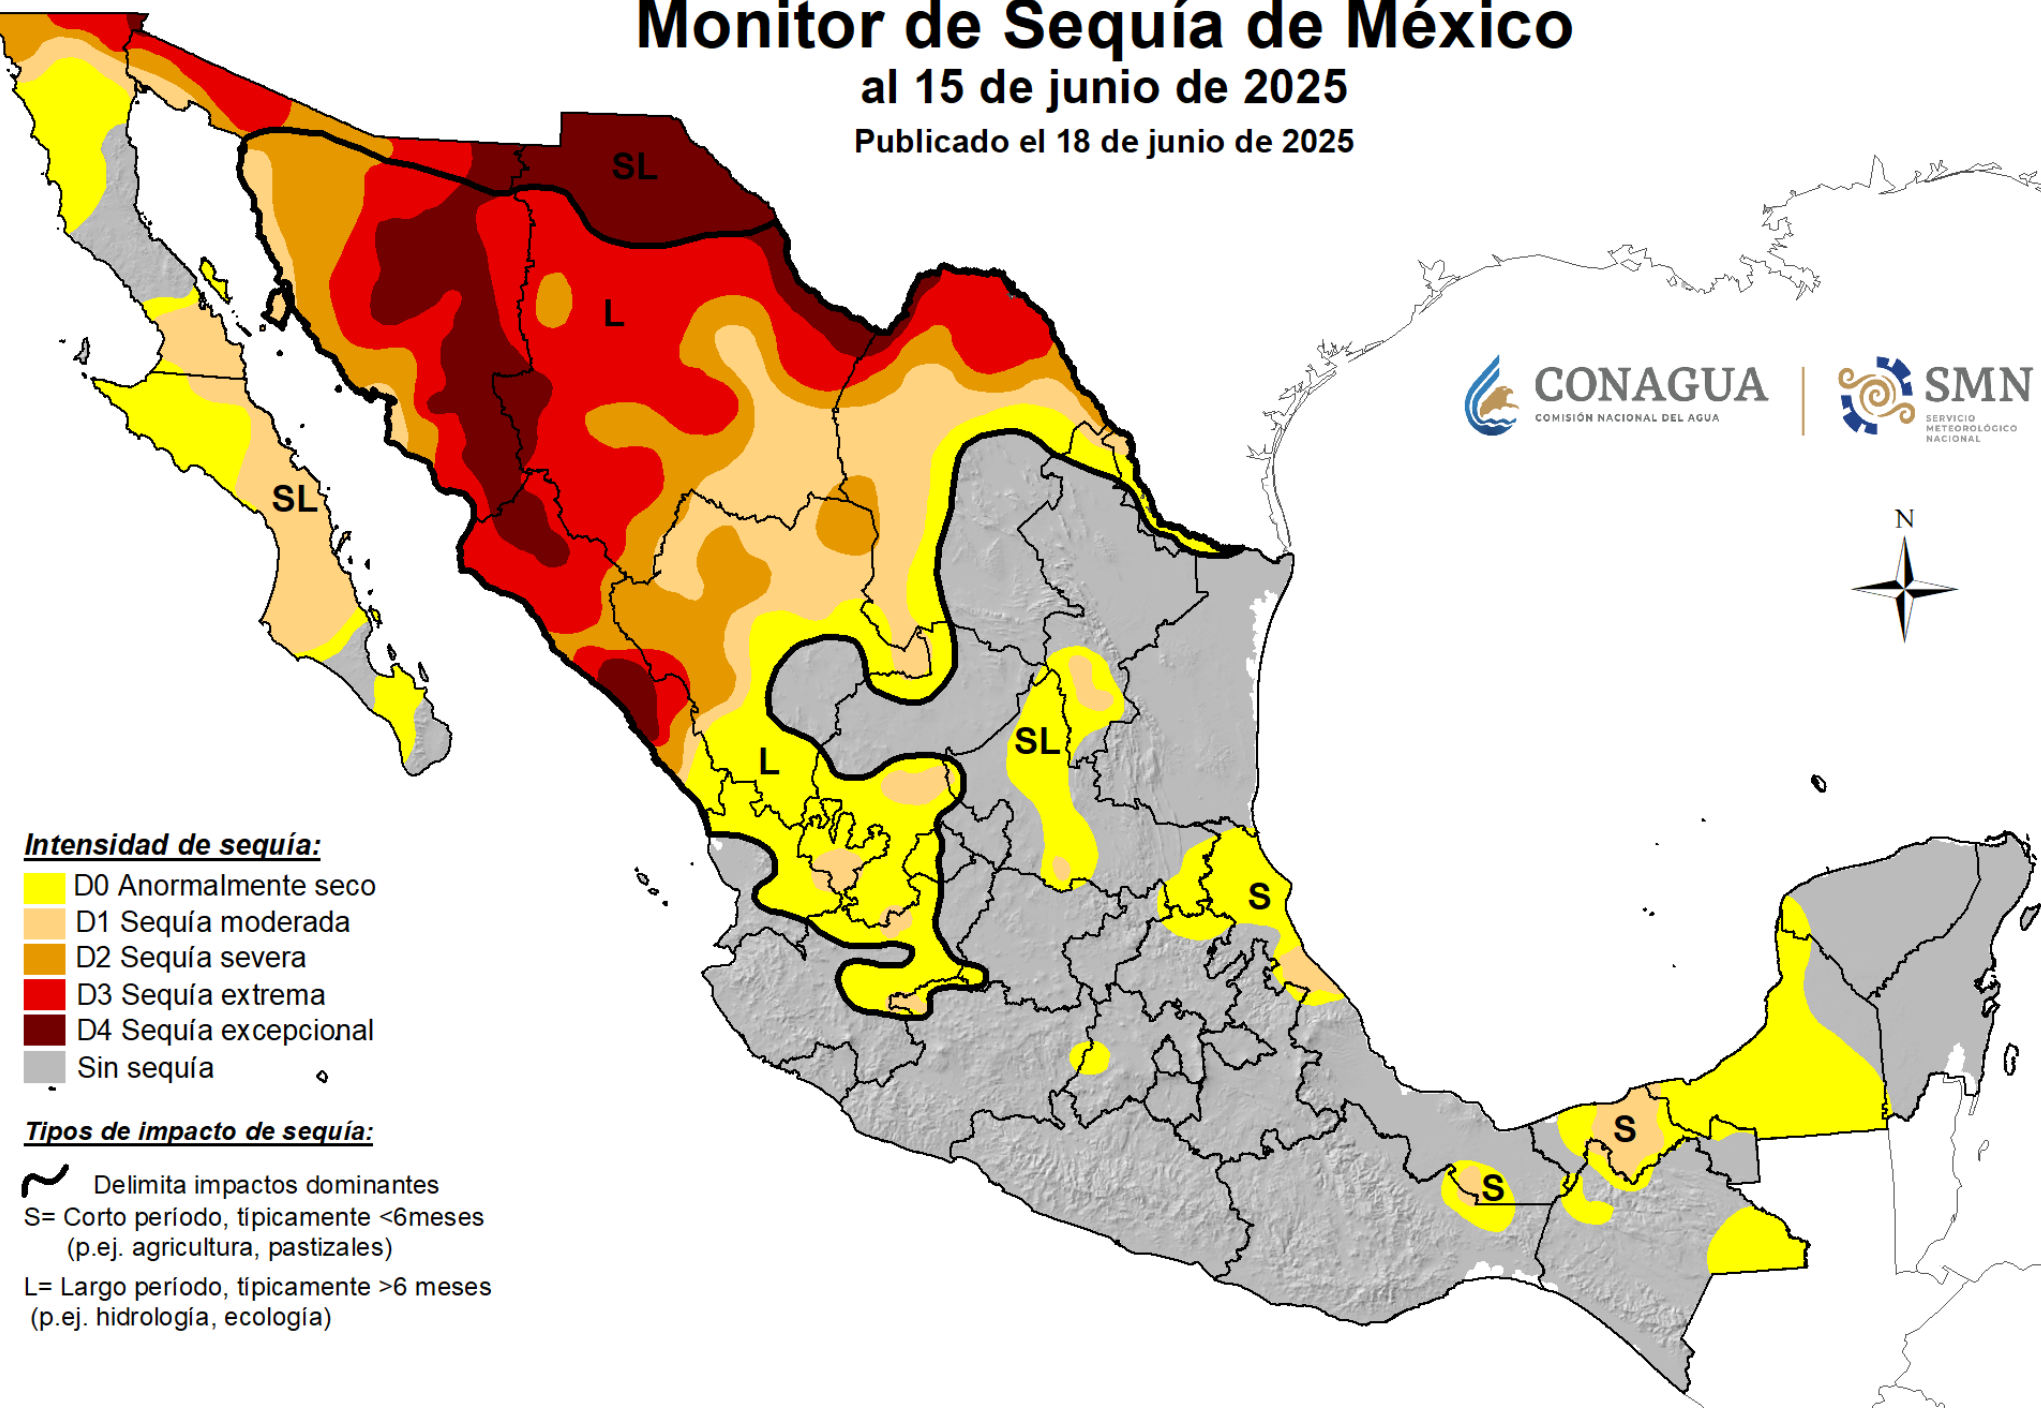 Monitor de Sequía de México
al 15 de junio de 2025
Publicado el 18 de junio de 2025
SL
L
CONAGUA
COMISIÓN NACIONAL DEL AGUA
SMN
SERVICIO
METEOROLÓGICO
NACIONAL
SL
N
SL
L
S
S
S
Intensidad de sequía:
D0 Anormalmente seco
D1 Sequía moderada
D2 Sequía severa
D3 Sequía extrema
D4 Sequía excepcional
Sin sequía
Tipos de impacto de sequía:
Delimita impactos dominantes
S= Corto período, típicamente <6meses
(p.ej. agricultura, pastizales)
L= Largo período, típicamente >6 meses
(p.ej. hidrología, ecología)